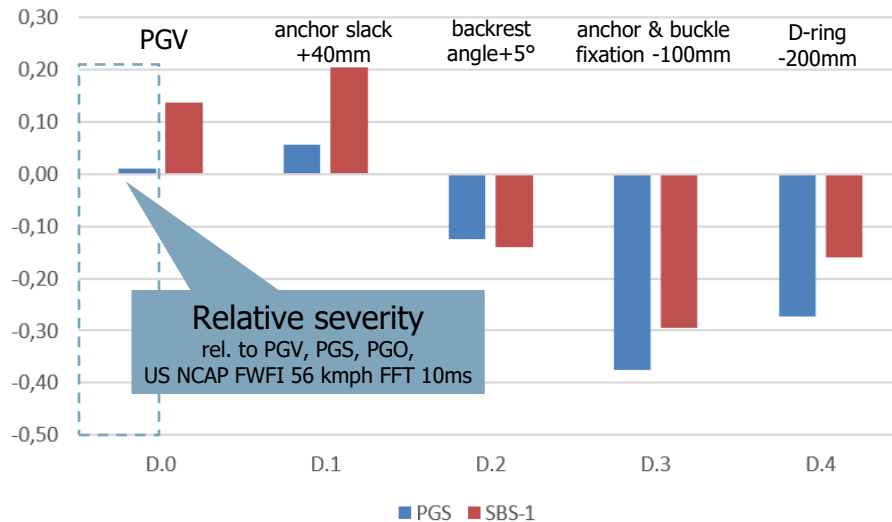 0,30
0,20
0,10
0,00
-0,10
-0,20
-0,30
-0,40
-0,50
PGV
anchor slack
+40mm
backrest
angle+5°
anchor & buckle
fixation -100mm
D-ring
-200mm
Relative severity
rel. to PGV, PGS, PGO,
US NCAP FWFI 56 kmph FFT 10ms
D.0 D.1 D.2 D.3 D.4
PGS SBS-1